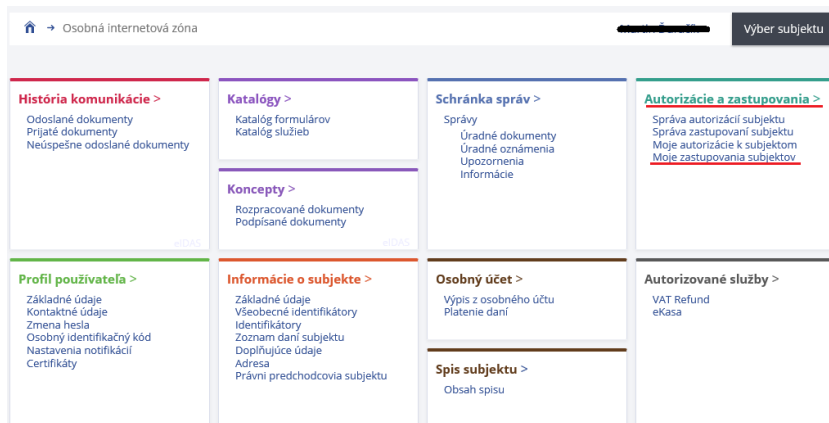 Osobná internetová zóna
Výber subjektu
História komunikácie >
Odoslané dokumenty
Prijaté dokumenty
Neúspešne odoslané dokumenty
eIDAS
Katalógy >
Katalóg formulárov
Katalóg služieb
Koncepty >
Rozpracované dokumenty
Podpísané dokumenty
eIDAS
Schránka správ >
Správy
Úradné dokumenty
Úradné oznámenia
Upozornenia
Informácie
Autorizácie a zastupovania >
Správa autorizácií subjektu
Správa zastupovaní subjektu
Moje autorizácie k subjektom
Moje zastupovania subjektov
Profil používateľa >
Základné údaje
Kontaktné údaje
Zmena hesla
Osobný identifikačný kód
Nastavenia notifikácií
Certifikáty
Informácie o subjekte >
Základné údaje
Všeobecné identifikátory
Identifikátory
Zoznam daní subjektu
Doplňujúce údaje
Adresa
Právni predchodcovia subjektu
Osobný účet >
Výpis z osobného účtu
Platenie daní
Spis subjektu >
Obsah spisu
Autorizované služby >
VAT Refund
eKasa